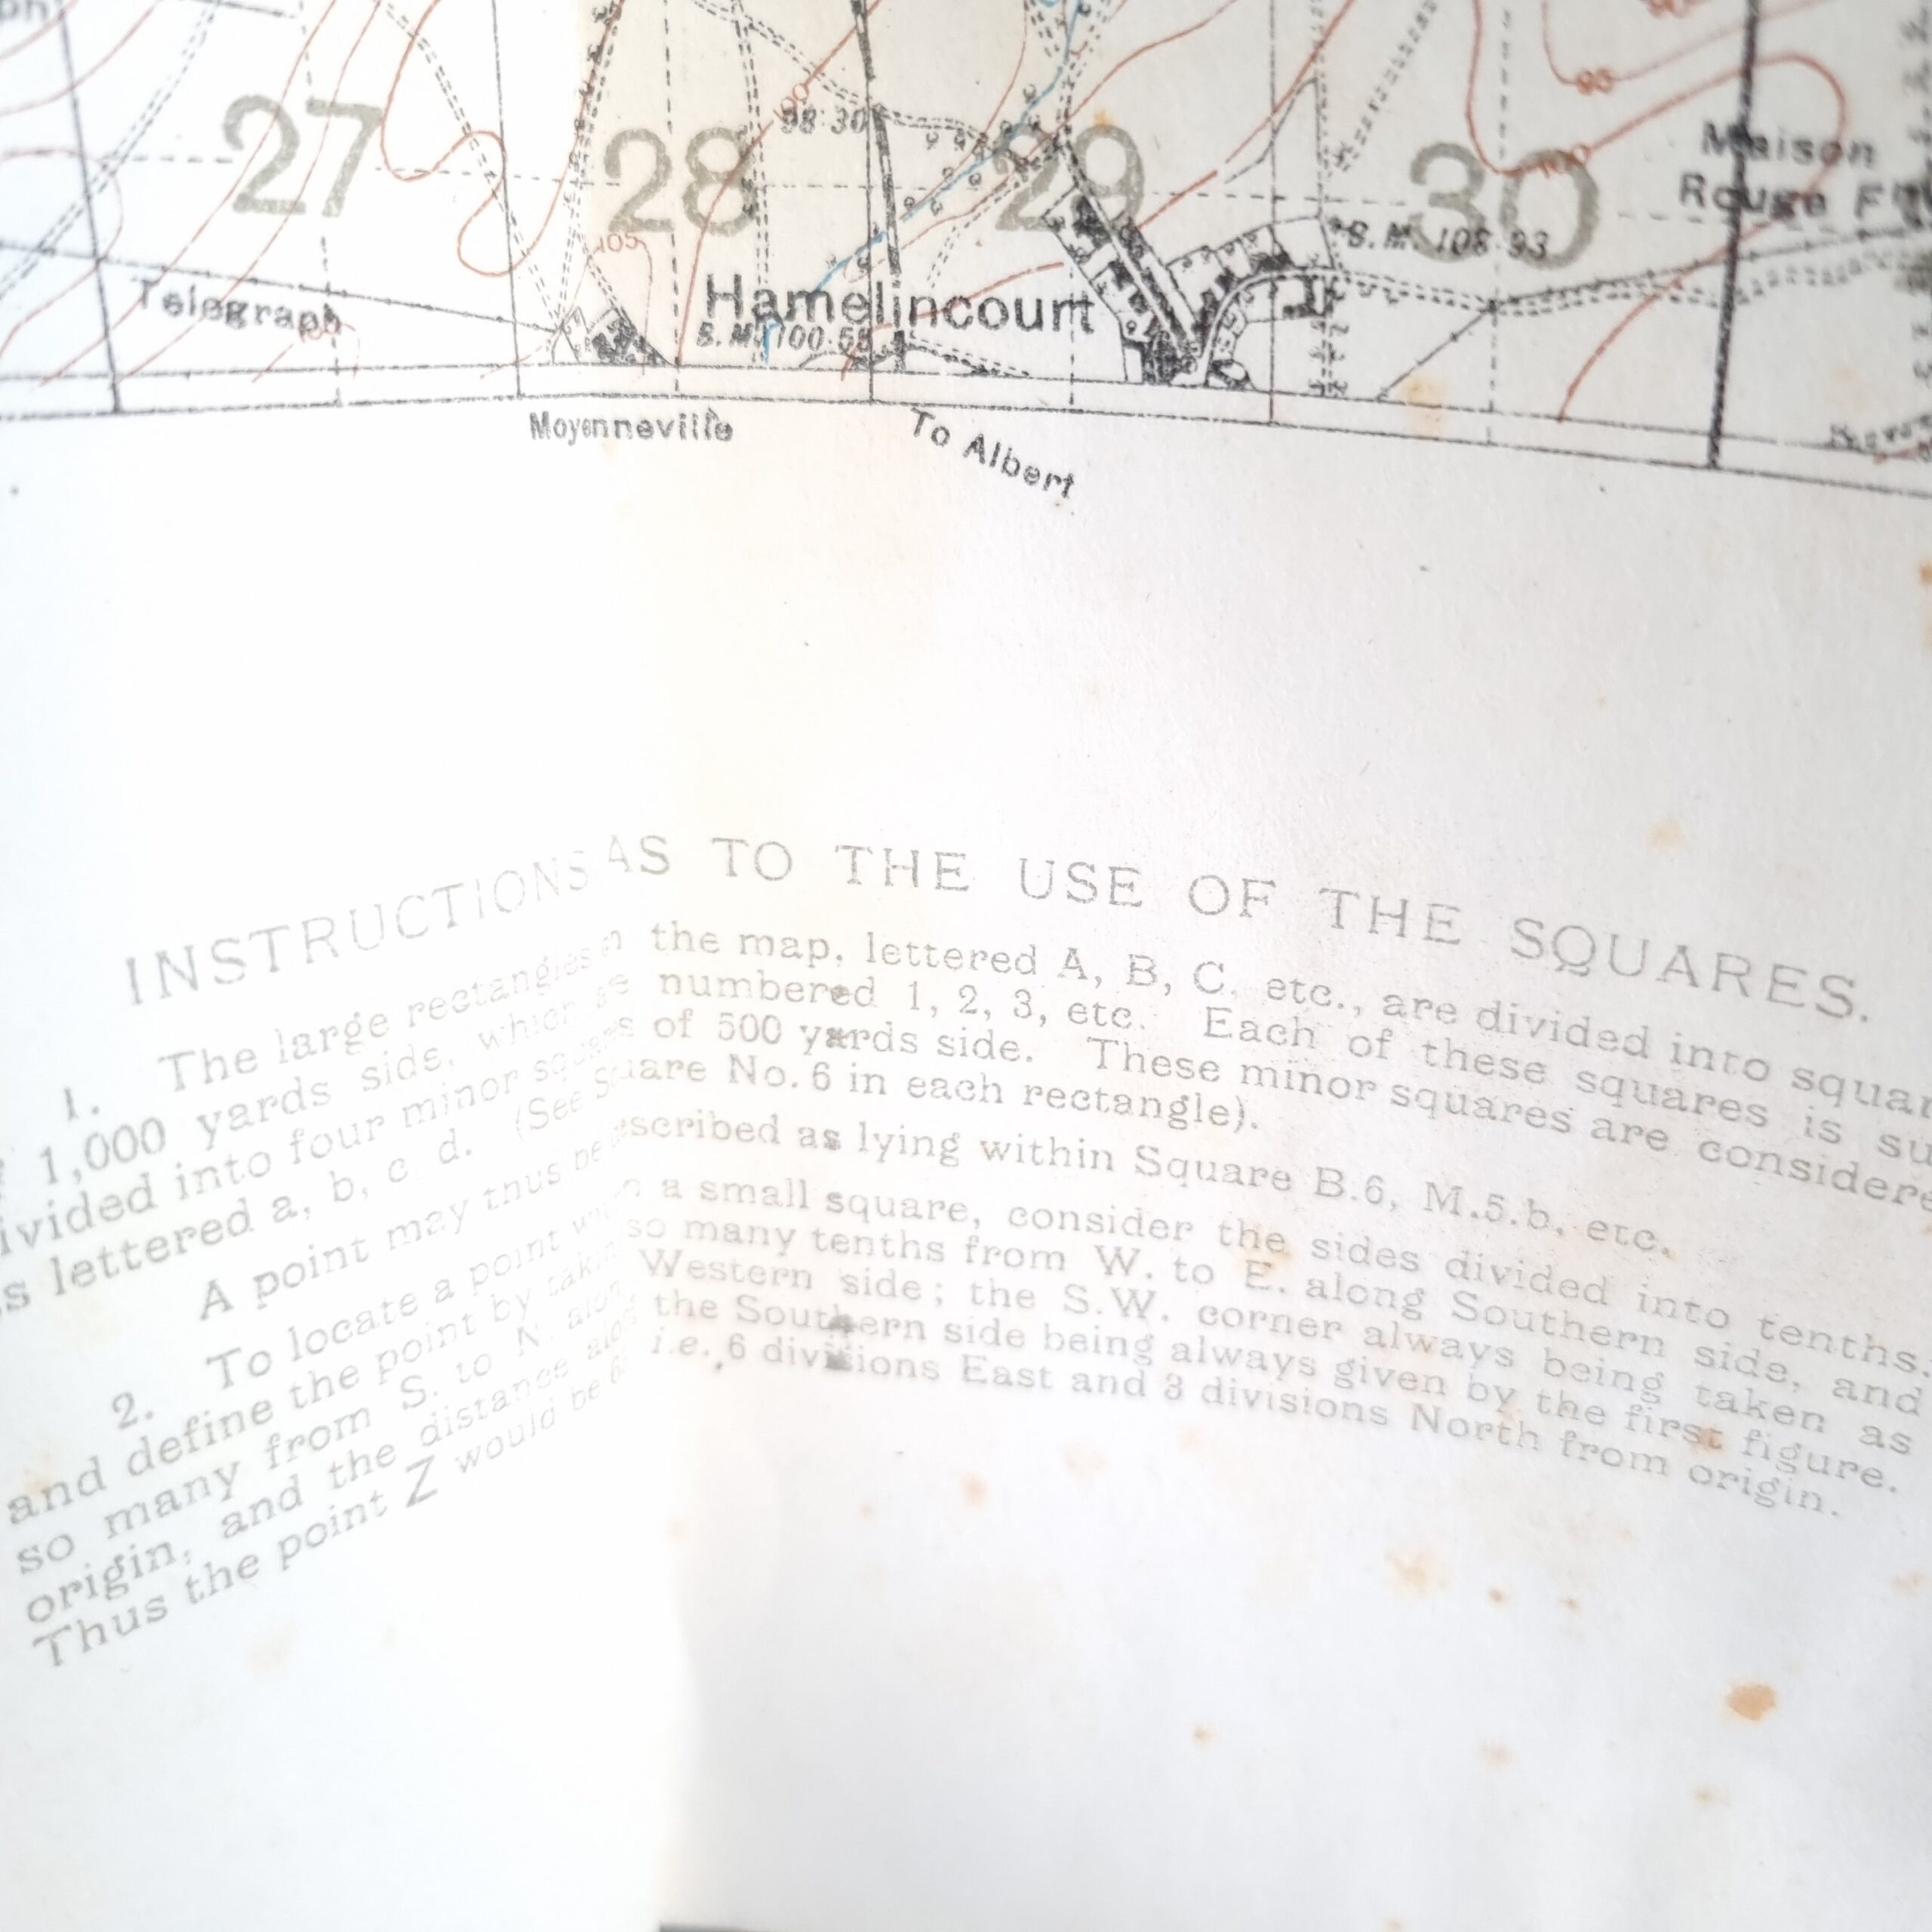 27
28
29
30
90
98·30
95
100
105
Maison
Rouge Fᵐ
B.M. 108·93
Telegraph
Hamelincourt
B.M. 100·55
Moyenneville
To Albert
INSTRUCTIONS AS TO THE USE OF THE SQUARES.
1. The large rectangles on the map, lettered A, B, C, etc., are divided into squar
1,000 yards side, which are numbered 1, 2, 3, etc. Each of these squares is su
ivided into four minor squares of 500 yards side. These minor squares are considere
s lettered a, b, c d. (See Square No. 6 in each rectangle).
A point may thus be described as lying within Square B.6, M.5.b, etc.
2. To locate a point within a small square, consider the sides divided into tenths,
and define the point by taking so many tenths from W. to E. along Southern side, and
so many from S. to N. along Western side; the S.W. corner always being taken as
origin, and the distance along the Southern side being always given by the first figure.
Thus the point Z would be i.e., 6 divisions East and 3 divisions North from origin.